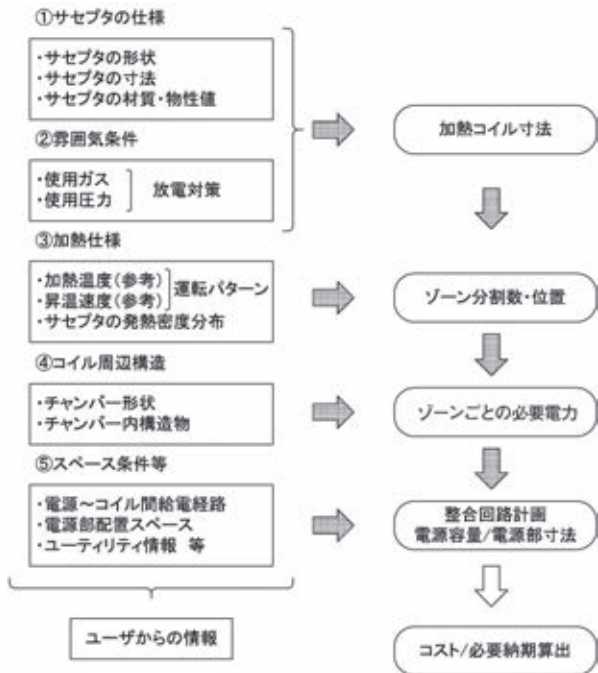 ①サセプタの仕様
・サセプタの形状
・サセプタの寸法
・サセプタの材質・物性値
②雰囲気条件
・使用ガス
・使用圧力
放電対策
③加熱仕様
・加熱温度(参考)
・昇温速度(参考)
運転パターン
・サセプタの発熱密度分布
④コイル周辺構造
・チャンバー形状
・チャンバー内構造物
⑤スペース条件等
・電源～コイル間給電経路
・電源部配置スペース
・ユーティリティ情報 等
ユーザからの情報
加熱コイル寸法
ゾーン分割数・位置
ゾーンごとの必要電力
整合回路計画
電源容量/電源部寸法
コスト/必要納期算出